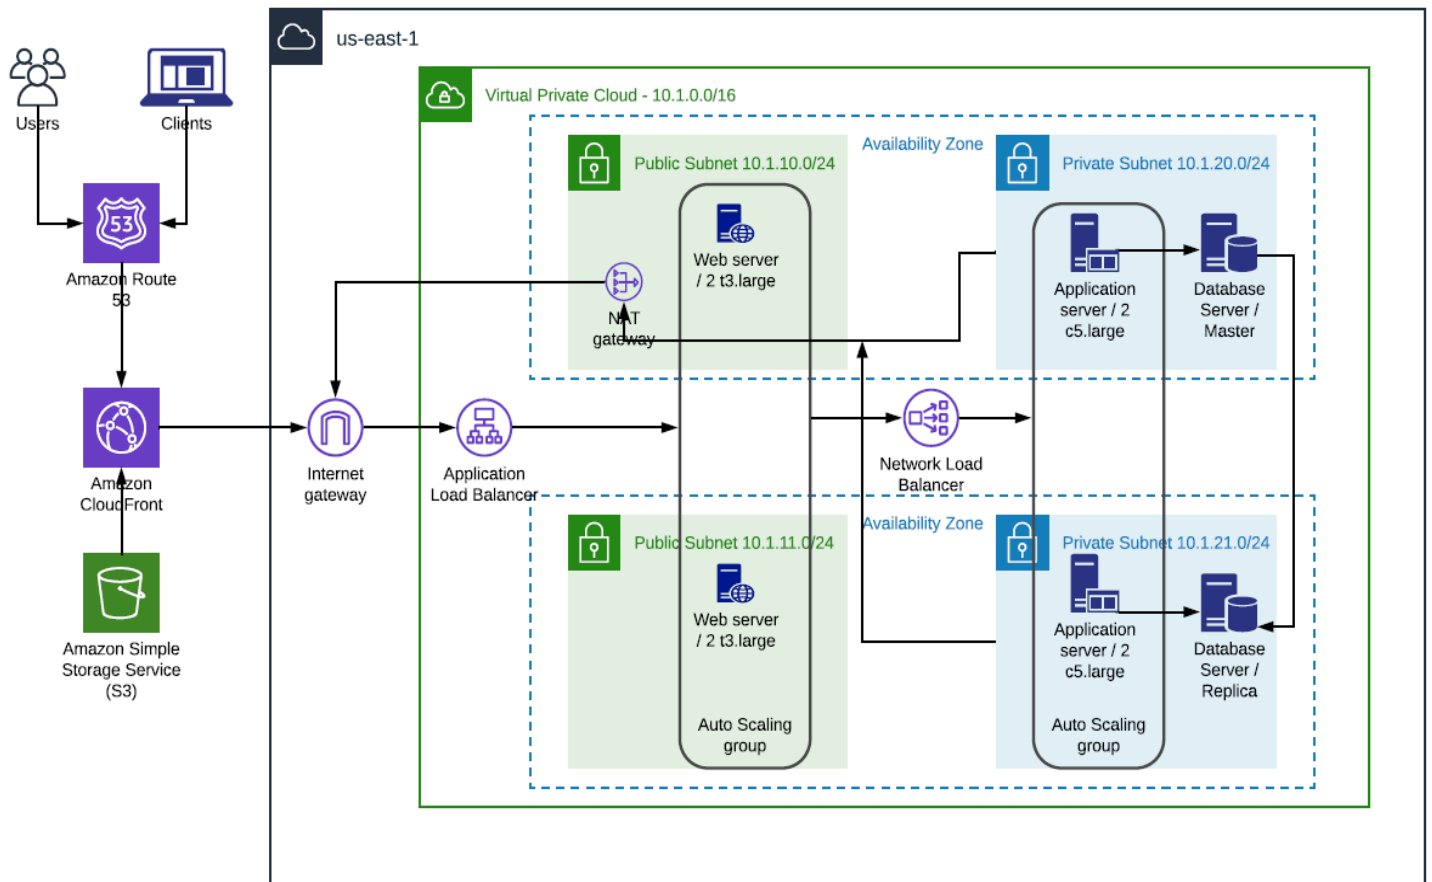 us-east-1
Users
Clients
Virtual Private Cloud - 10.1.0.0/16
Availability Zone
Public Subnet 10.1.10.0/24
Private Subnet 10.1.20.0/24
53
Amazon Route
53
Web server
/ 2 t3.large
NAT
gateway
Application
server / 2
c5.large
Database
Server /
Master
Amazon
CloudFront
Internet
gateway
Application
Load Balancer
Network Load
Balancer
Availability Zone
Public Subnet 10.1.11.0/24
Private Subnet 10.1.21.0/24
Web server
/ 2 t3.large
Application
server / 2
c5.large
Database
Server /
Replica
Amazon Simple
Storage Service
(S3)
Auto Scaling
group
Auto Scaling
group